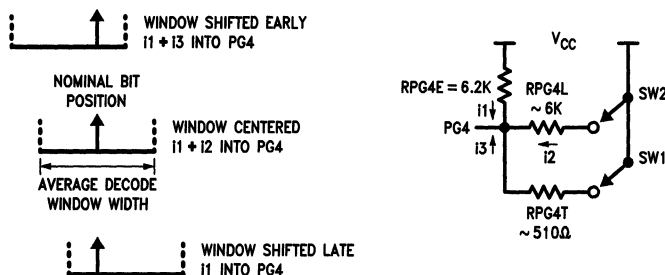 WINDOW SHIFTED EARLY
i1 + i3 INTO PG4
NOMINAL BIT
POSITION
WINDOW CENTERED
i1 + i2 INTO PG4
AVERAGE DECODE
WINDOW WIDTH
WINDOW SHIFTED LATE
i1 INTO PG4
VCC
RPG4E = 6.2K
RPG4L
~ 6K
SW2
i1
PG4
i3
i2
SW1
RPG4T
~ 510Ω